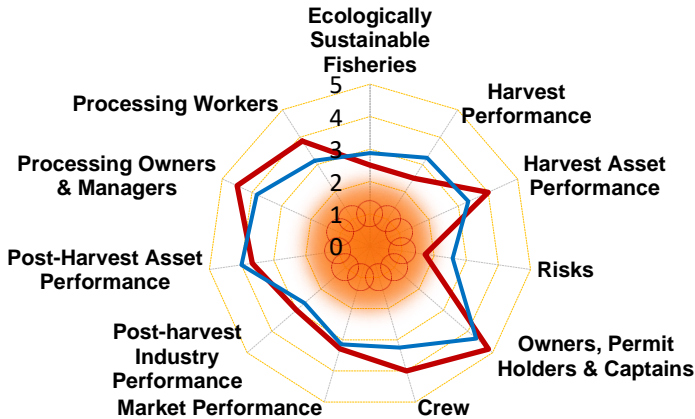 Ecologically
Sustainable
Fisheries
Harvest
Performance
Harvest Asset
Performance
Risks
Owners, Permit
Holders & Captains
Crew
Market Performance
Post-harvest
Industry
Performance
Post-Harvest Asset
Performance
Processing Owners
& Managers
Processing Workers
5
4
3
2
1
0